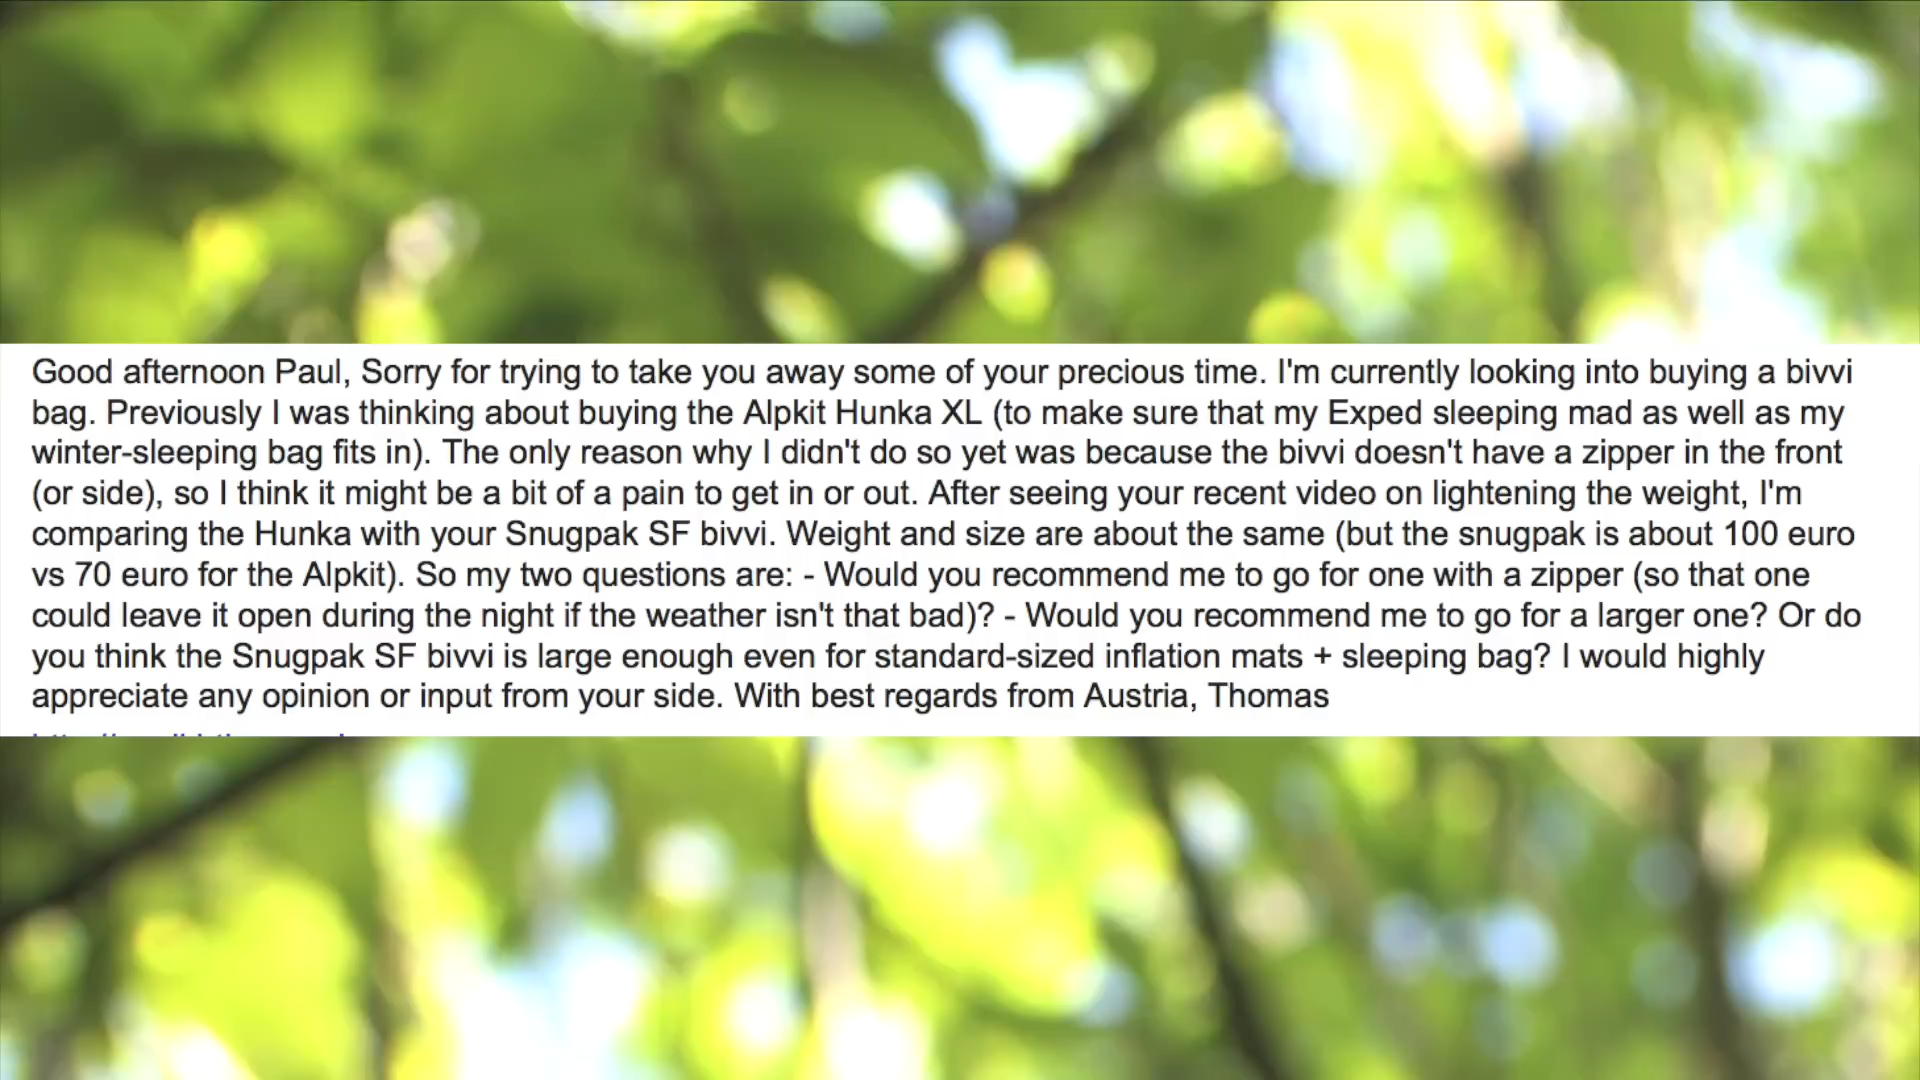 Good afternoon Paul, Sorry for trying to take you away some of your precious time. I'm currently looking into buying a bivvi
bag. Previously I was thinking about buying the Alpkit Hunka XL (to make sure that my Exped sleeping mad as well as my
winter-sleeping bag fits in). The only reason why I didn't do so yet was because the bivvi doesn't have a zipper in the front
(or side), so I think it might be a bit of a pain to get in or out. After seeing your recent video on lightening the weight, I'm
comparing the Hunka with your Snugpak SF bivvi. Weight and size are about the same (but the snugpak is about 100 euro
vs 70 euro for the Alpkit). So my two questions are: - Would you recommend me to go for one with a zipper (so that one
could leave it open during the night if the weather isn't that bad)? - Would you recommend me to go for a larger one? Or do
you think the Snugpak SF bivvi is large enough even for standard-sized inflation mats + sleeping bag? I would highly
appreciate any opinion or input from your side. With best regards from Austria, Thomas